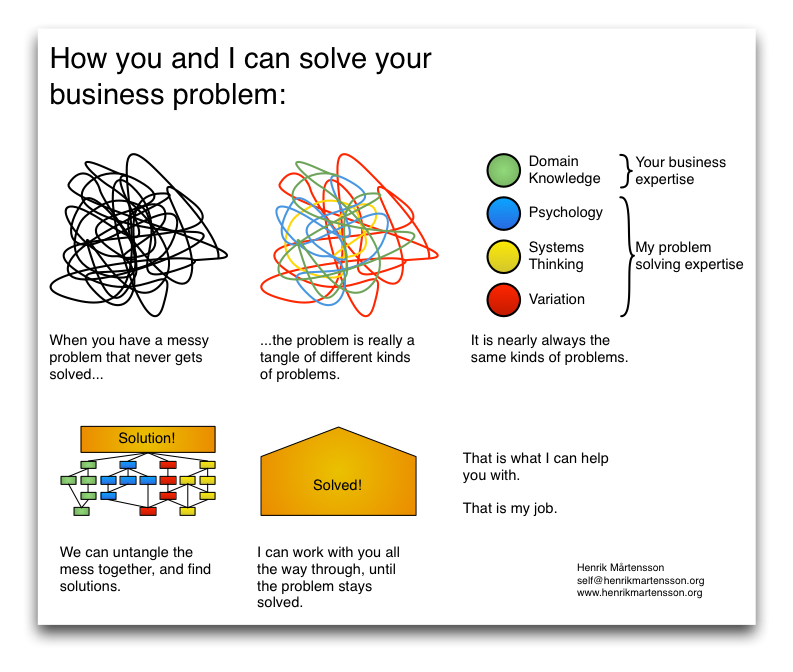 How you and I can solve your
business problem:
Domain
Knowledge
Your business
expertise
Psychology
Systems
Thinking
My problem
solving expertise
Variation
When you have a messy
problem that never gets
solved...
...the problem is really a
tangle of different kinds
of problems.
It is nearly always the
same kinds of problems.
Solution!
Solved!
That is what I can help
you with.
That is my job.
We can untangle the
mess together, and find
solutions.
I can work with you all
the way through, until
the problem stays
solved.
Henrik Mårtensson
self@henrikmartensson.org
www.henrikmartensson.org